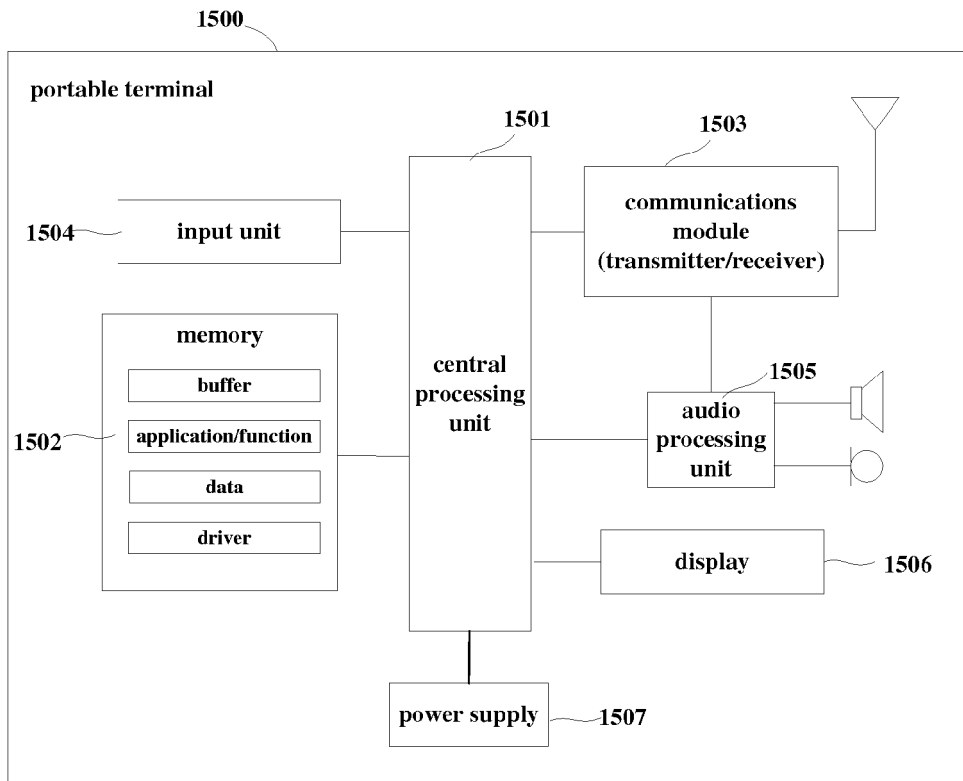 1500
portable terminal
1501
1503
communications
module
(transmitter/receiver)
1504
input unit
memory
buffer
application/function
data
driver
1502
central
processing
unit
1505
audio
processing
unit
display
1506
power supply
1507